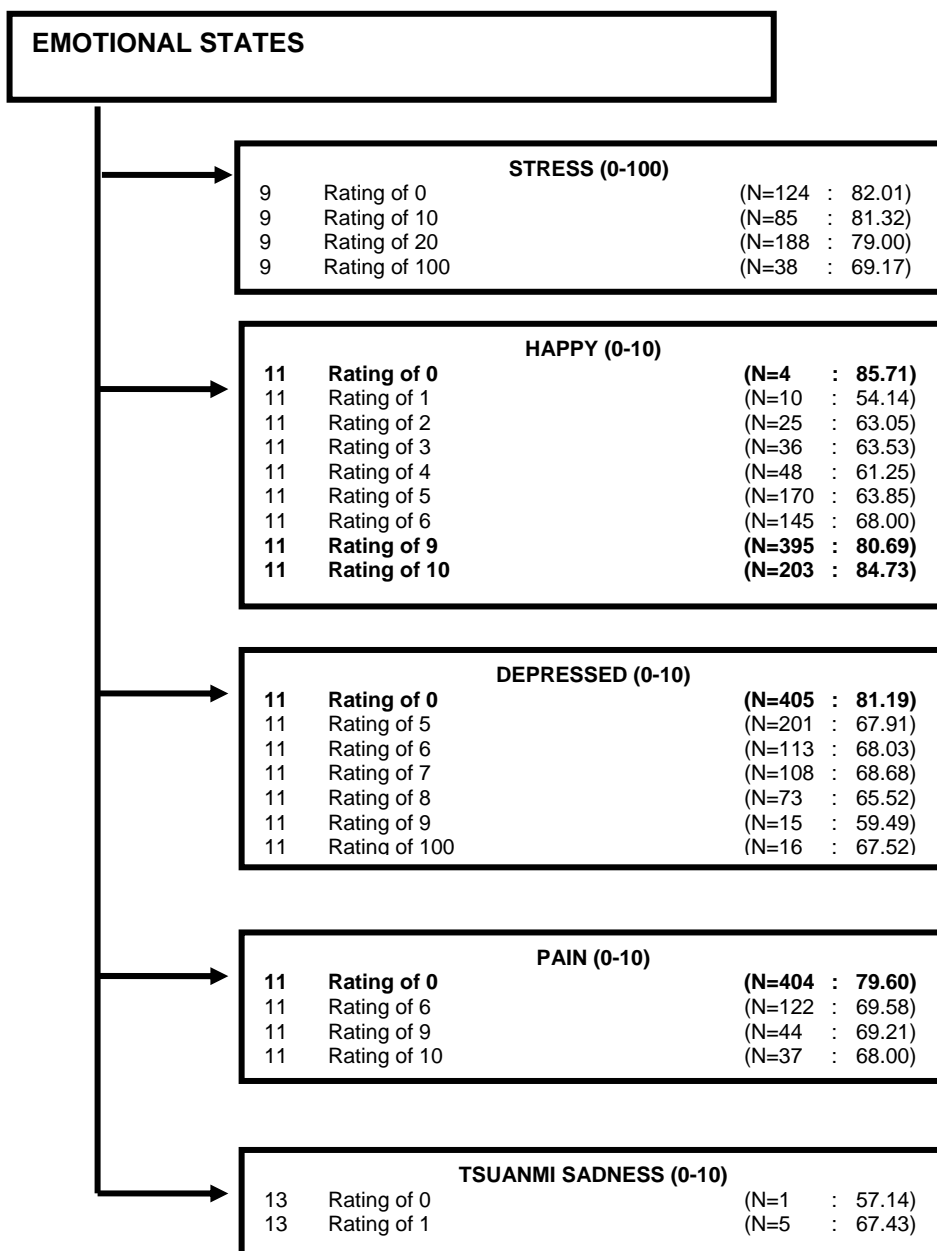 EMOTIONAL STATES
STRESS (0-100)
9 Rating of 0 (N=124 : 82.01)
9 Rating of 10 (N=85 : 81.32)
9 Rating of 20 (N=188 : 79.00)
9 Rating of 100 (N=38 : 69.17)
HAPPY (0-10)
11 Rating of 0 (N=4 : 85.71)
11 Rating of 1 (N=10 : 54.14)
11 Rating of 2 (N=25 : 63.05)
11 Rating of 3 (N=36 : 63.53)
11 Rating of 4 (N=48 : 61.25)
11 Rating of 5 (N=170 : 63.85)
11 Rating of 6 (N=145 : 68.00)
11 Rating of 9 (N=395 : 80.69)
11 Rating of 10 (N=203 : 84.73)
DEPRESSED (0-10)
11 Rating of 0 (N=405 : 81.19)
11 Rating of 5 (N=201 : 67.91)
11 Rating of 6 (N=113 : 68.03)
11 Rating of 7 (N=108 : 68.68)
11 Rating of 8 (N=73 : 65.52)
11 Rating of 9 (N=15 : 59.49)
11 Rating of 100 (N=16 : 67.52)
PAIN (0-10)
11 Rating of 0 (N=404 : 79.60)
11 Rating of 6 (N=122 : 69.58)
11 Rating of 9 (N=44 : 69.21)
11 Rating of 10 (N=37 : 68.00)
TSUANMI SADNESS (0-10)
13 Rating of 0 (N=1 : 57.14)
13 Rating of 1 (N=5 : 67.43)